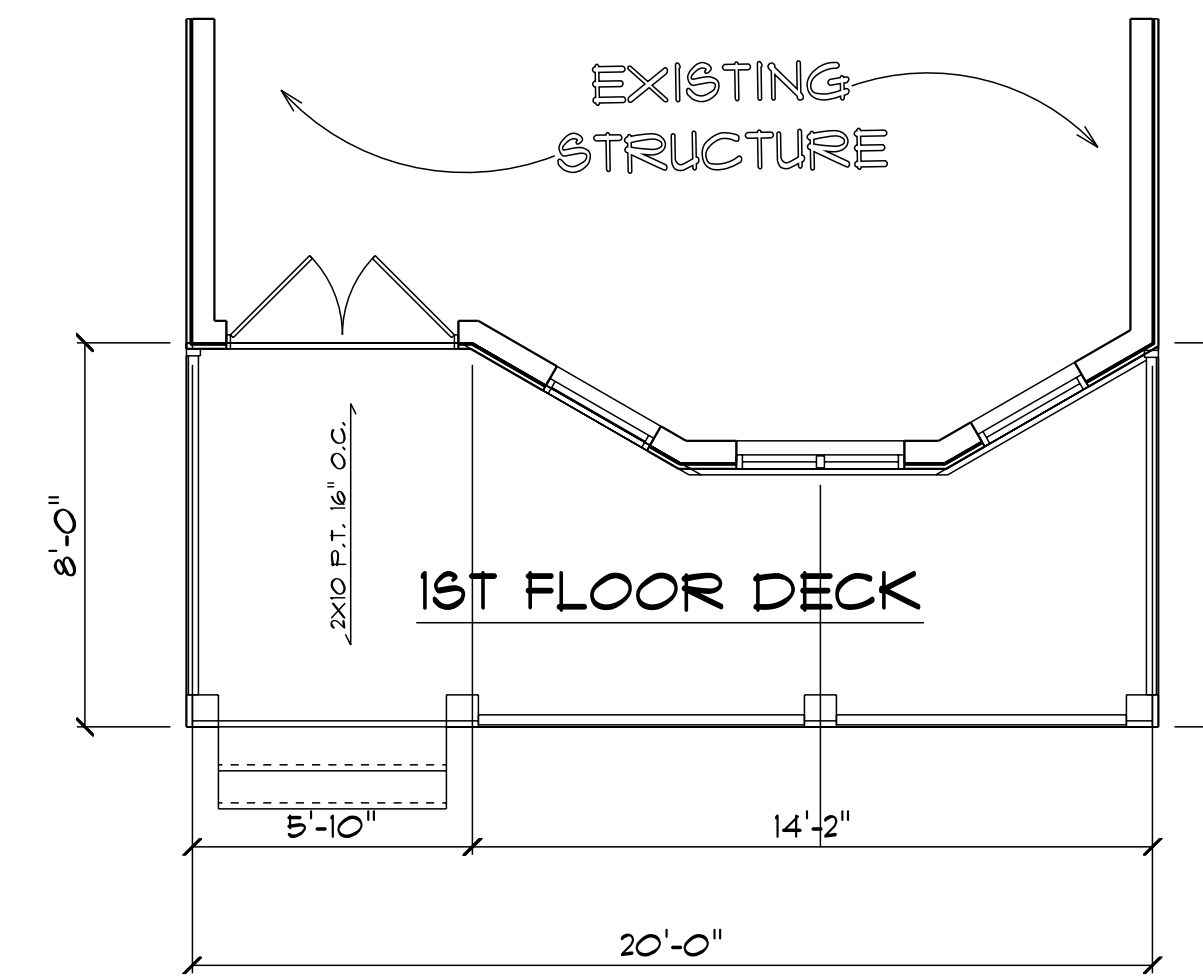 EXISTING
STRUCTURE
8'-0"
2X10 P.T. 16" O.C.
1ST FLOOR DECK
5'-10"
14'-2"
20'-0"